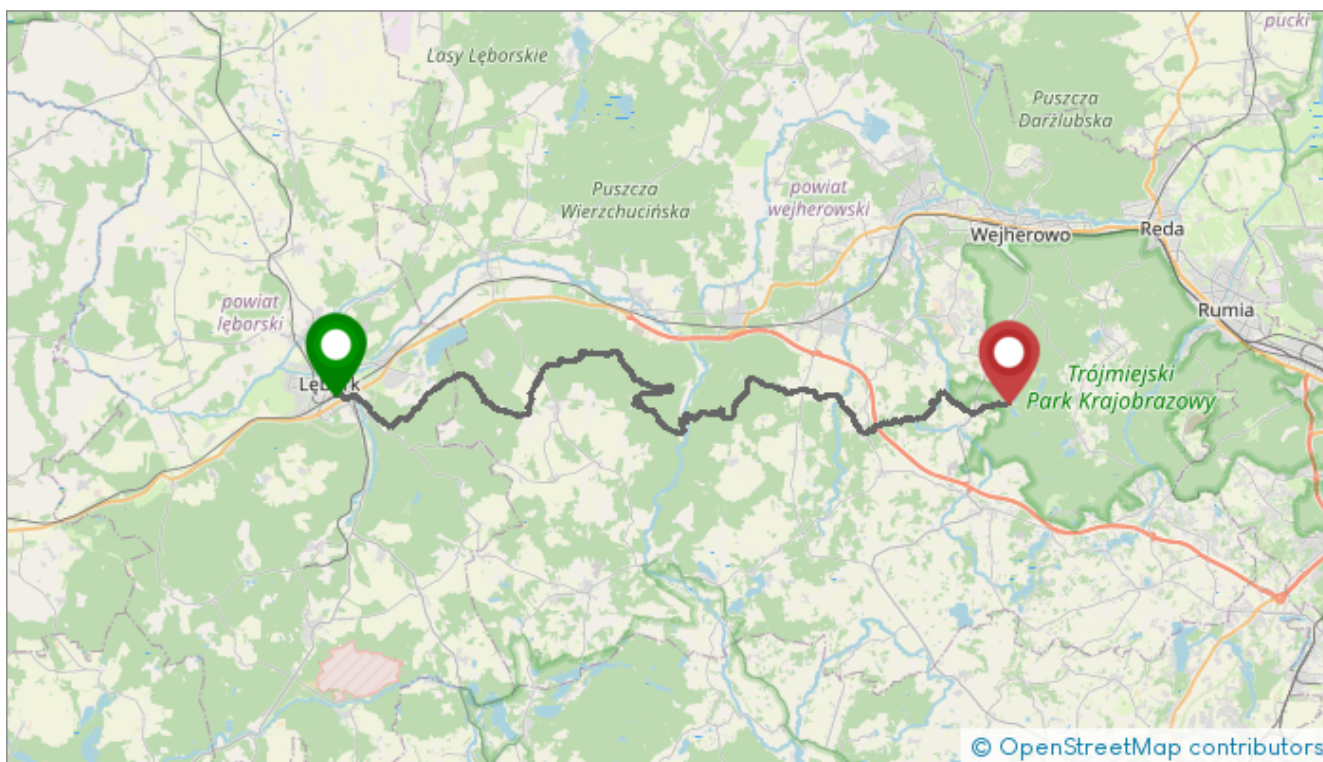 pucki
Lasy Lęborskie
Puszcza
Darżlubska
Puszcza
Wierzchucińska
powiat
wejherowski
Wejherowo
Reda
powiat
lęborski
Rumia
Trójmiejski
Park Krajobrazowy
© OpenStreetMap contributors